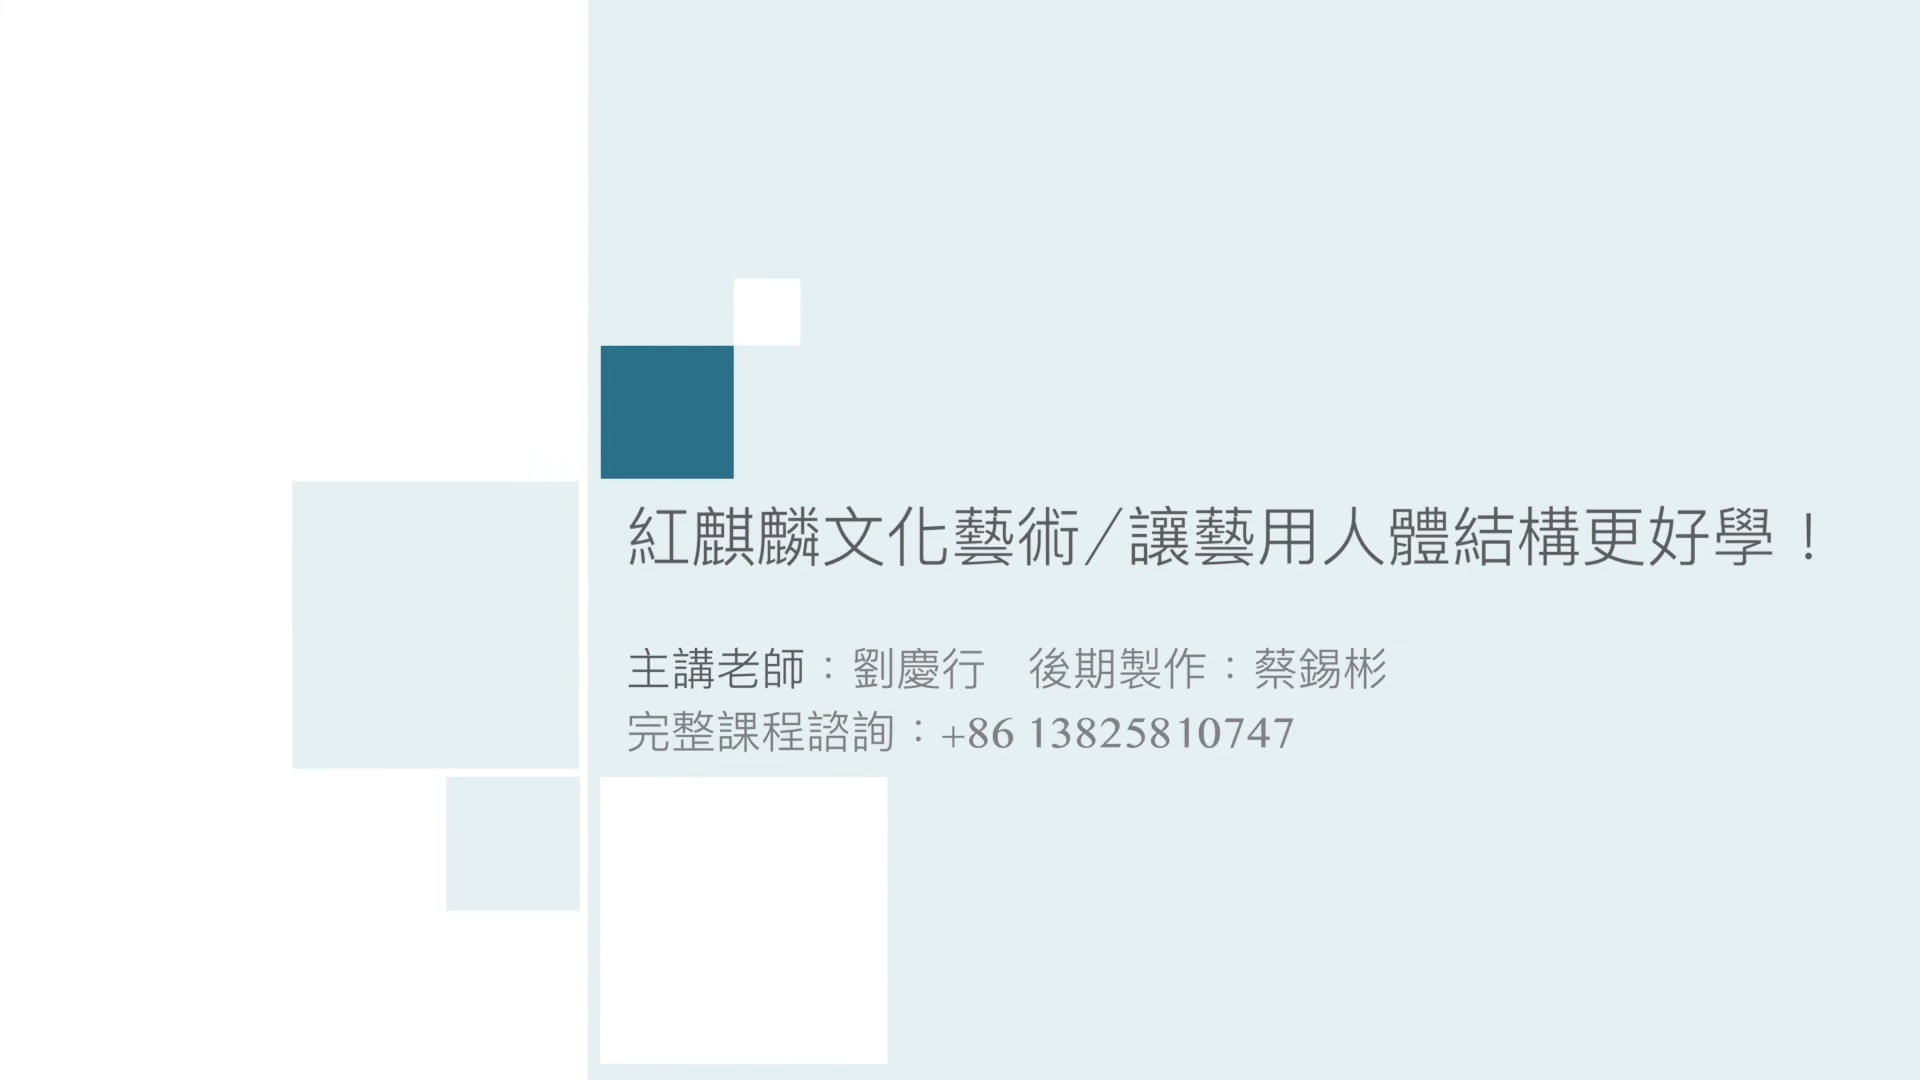 紅麒麟文化藝術/讓藝用人體結構更好學！
主講老師：劉慶行　後期製作：蔡錫彬
完整課程諮詢：+86 13825810747